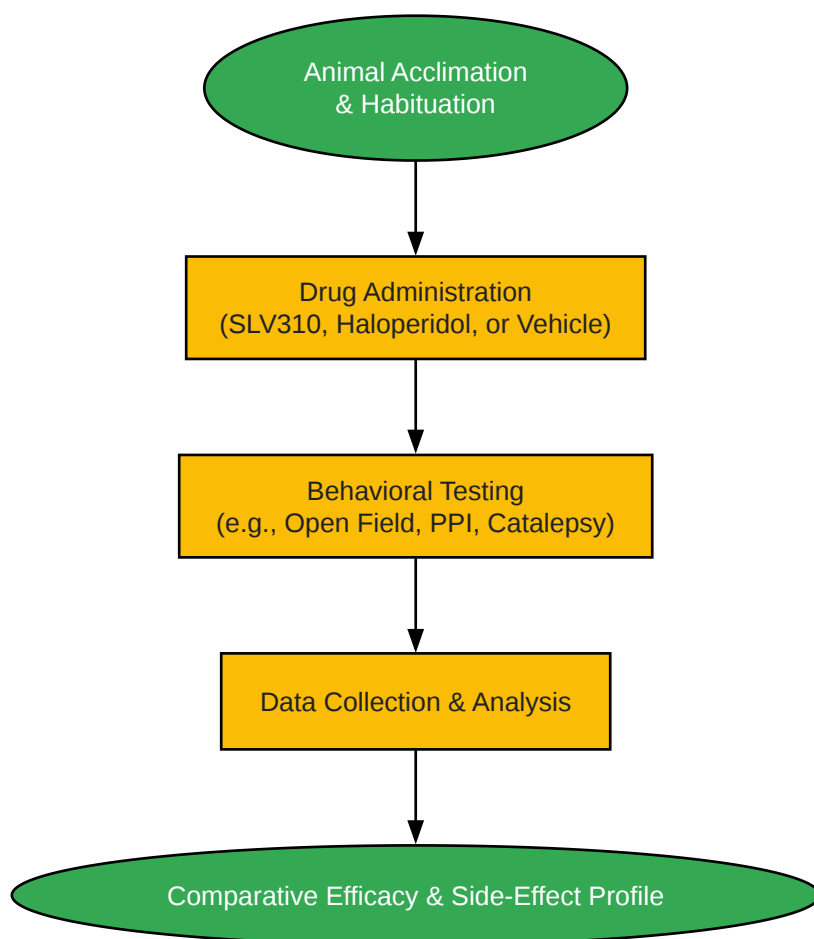 Animal Acclimation
& Habituation
Drug Administration
(SLV310, Haloperidol, or Vehicle)
Behavioral Testing
(e.g., Open Field, PPI, Catalepsy)
Data Collection & Analysis
Comparative Efficacy & Side-Effect Profile